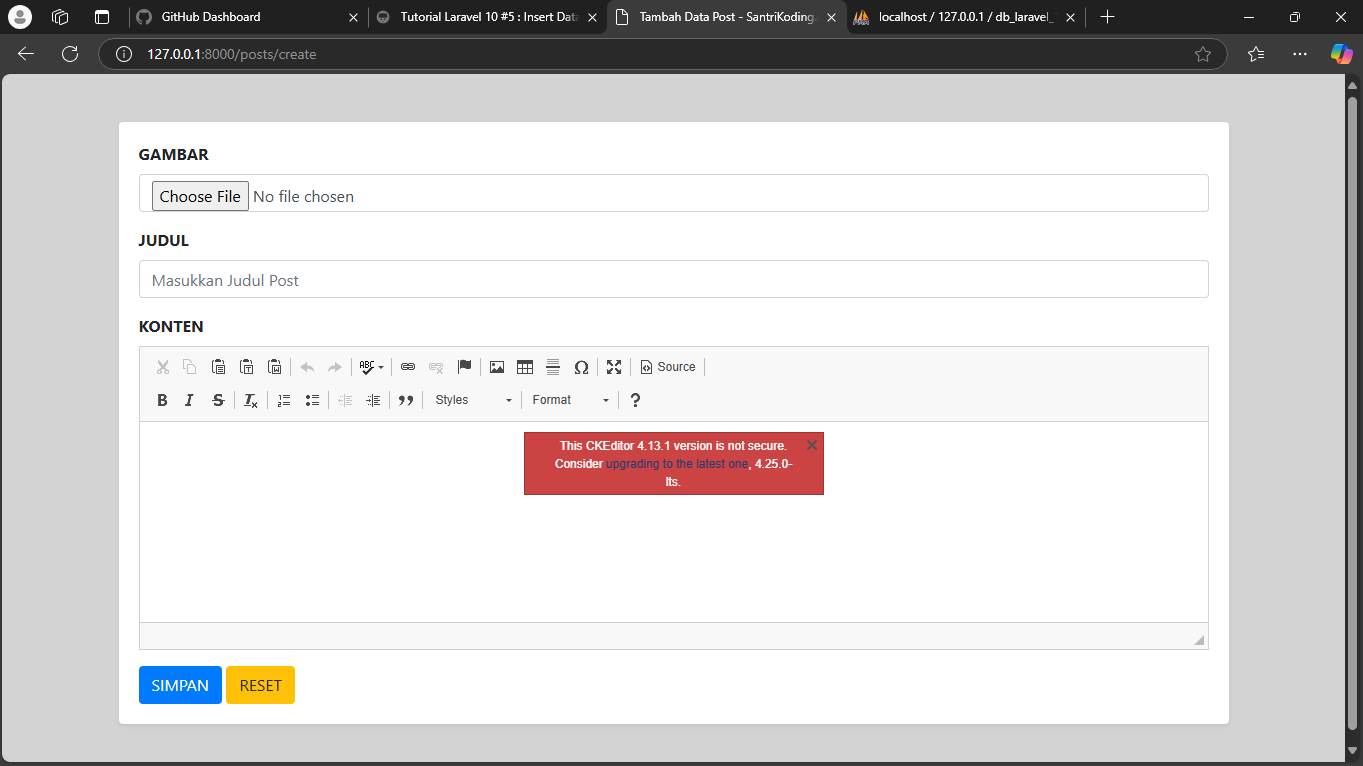 GitHub Dashboard
Tutorial Laravel 10 #5 : Insert Data
Tambah Data Post - SantriKoding.
localhost / 127.0.0.1 / db_laravel_
127.0.0.1:8000/posts/create
GAMBAR
Choose File No file chosen
JUDUL
Masukkan Judul Post
KONTEN
ABC Ω Source
B I S Tx Styles Format ?
This CKEditor 4.13.1 version is not secure.
Consider upgrading to the latest one, 4.25.0-
lts.
SIMPAN RESET